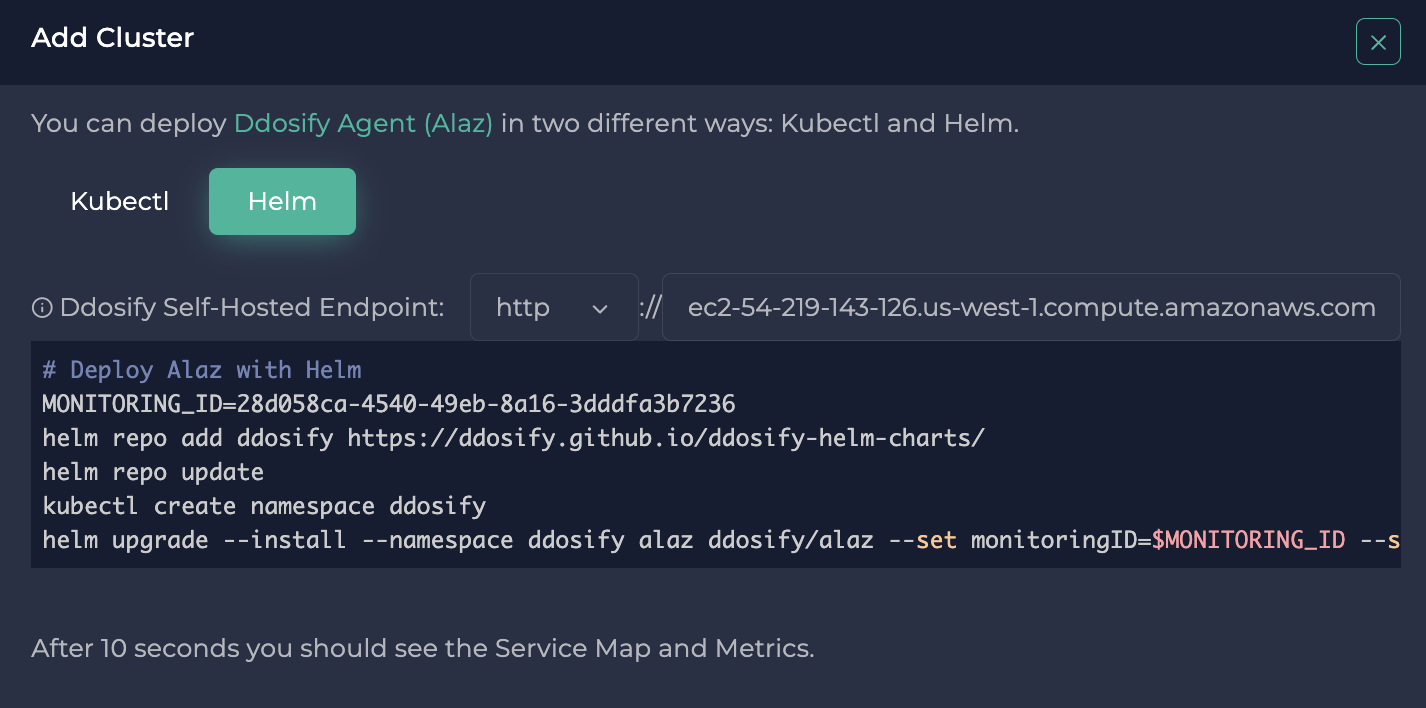 Add Cluster
You can deploy Ddosify Agent (Alaz) in two different ways: Kubectl and Helm.
Kubectl
Helm
Ddosify Self-Hosted Endpoint: http :// ec2-54-219-143-126.us-west-1.compute.amazonaws.com
# Deploy Alaz with Helm
MONITORING_ID=28d058ca-4540-49eb-8a16-3dddfa3b7236
helm repo add ddosify https://ddosify.github.io/ddosify-helm-charts/
helm repo update
kubectl create namespace ddosify
helm upgrade --install --namespace ddosify alaz ddosify/alaz --set monitoringID=$MONITORING_ID --s
After 10 seconds you should see the Service Map and Metrics.